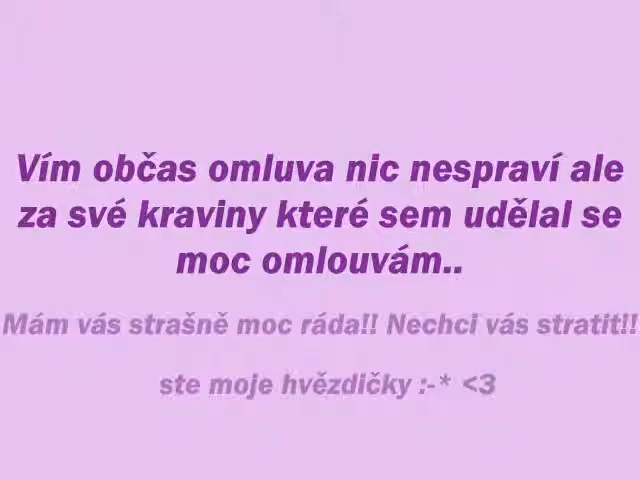 Vím občas omluva nic nespraví ale
za své kraviny které sem udělal se
moc omlouvám..
Mám vás strašně moc ráda!! Nechci vás stratit!!
ste moje hvězdičky :-* <3